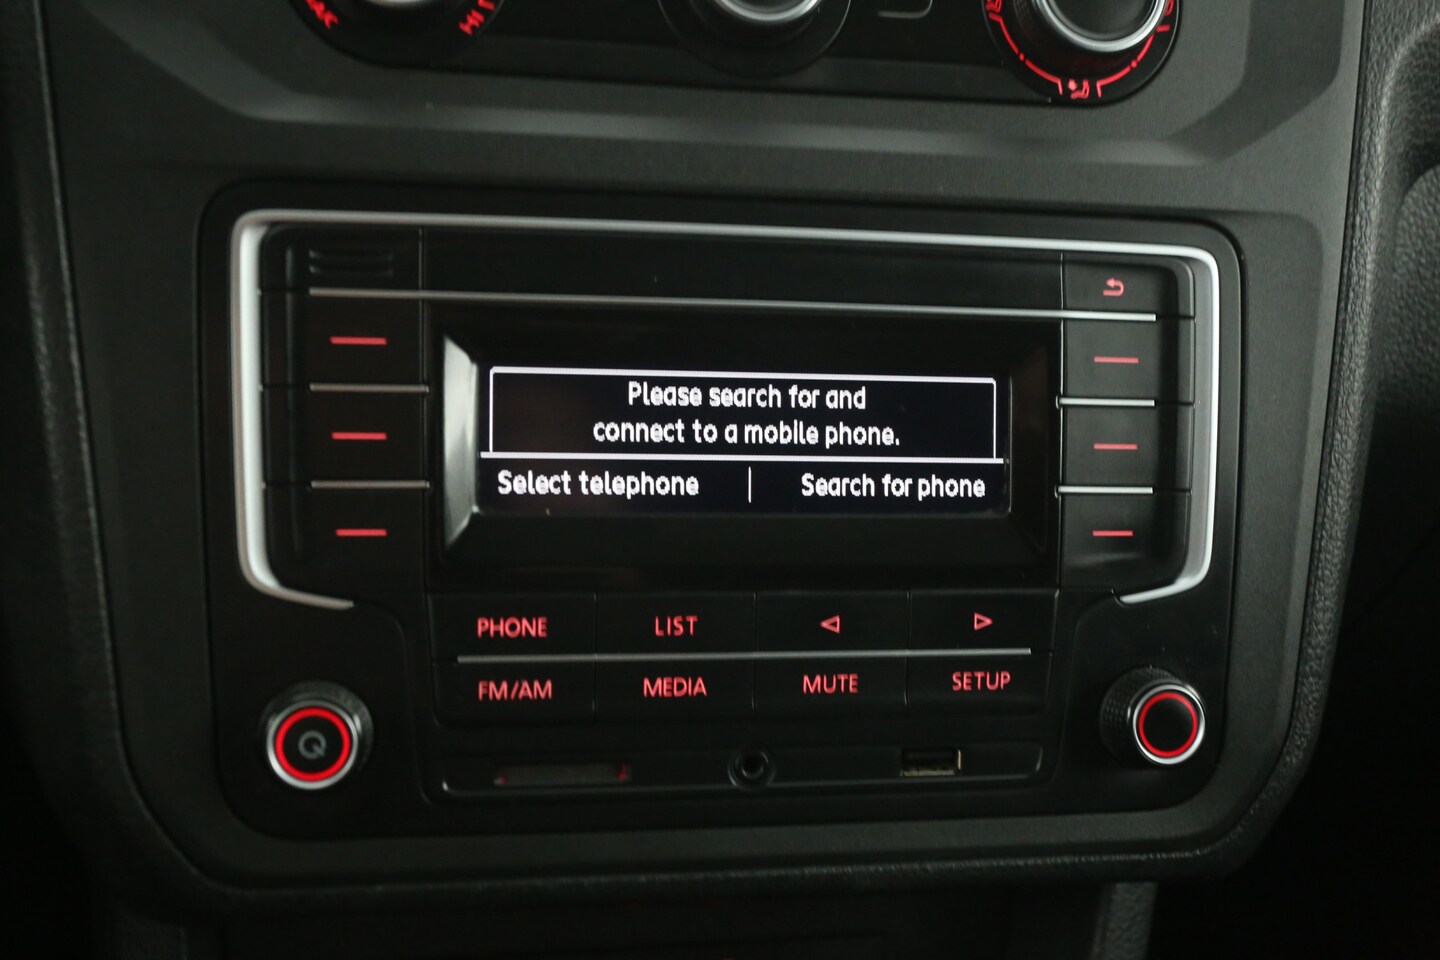 Please search for and
connect to a mobile phone.
Select telephone | Search for phone
PHONE LIST
FM/AM MEDIA MUTE SETUP